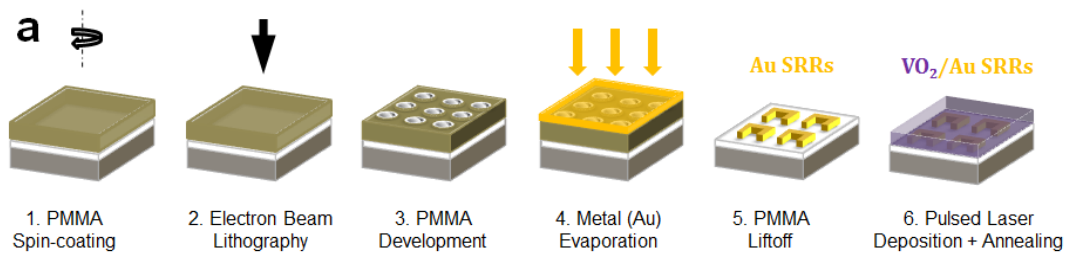 a
Au SRRs
VO₂/Au SRRs
1. PMMA
Spin-coating
2. Electron Beam
Lithography
3. PMMA
Development
4. Metal (Au)
Evaporation
5. PMMA
Liftoff
6. Pulsed Laser
Deposition + Annealing